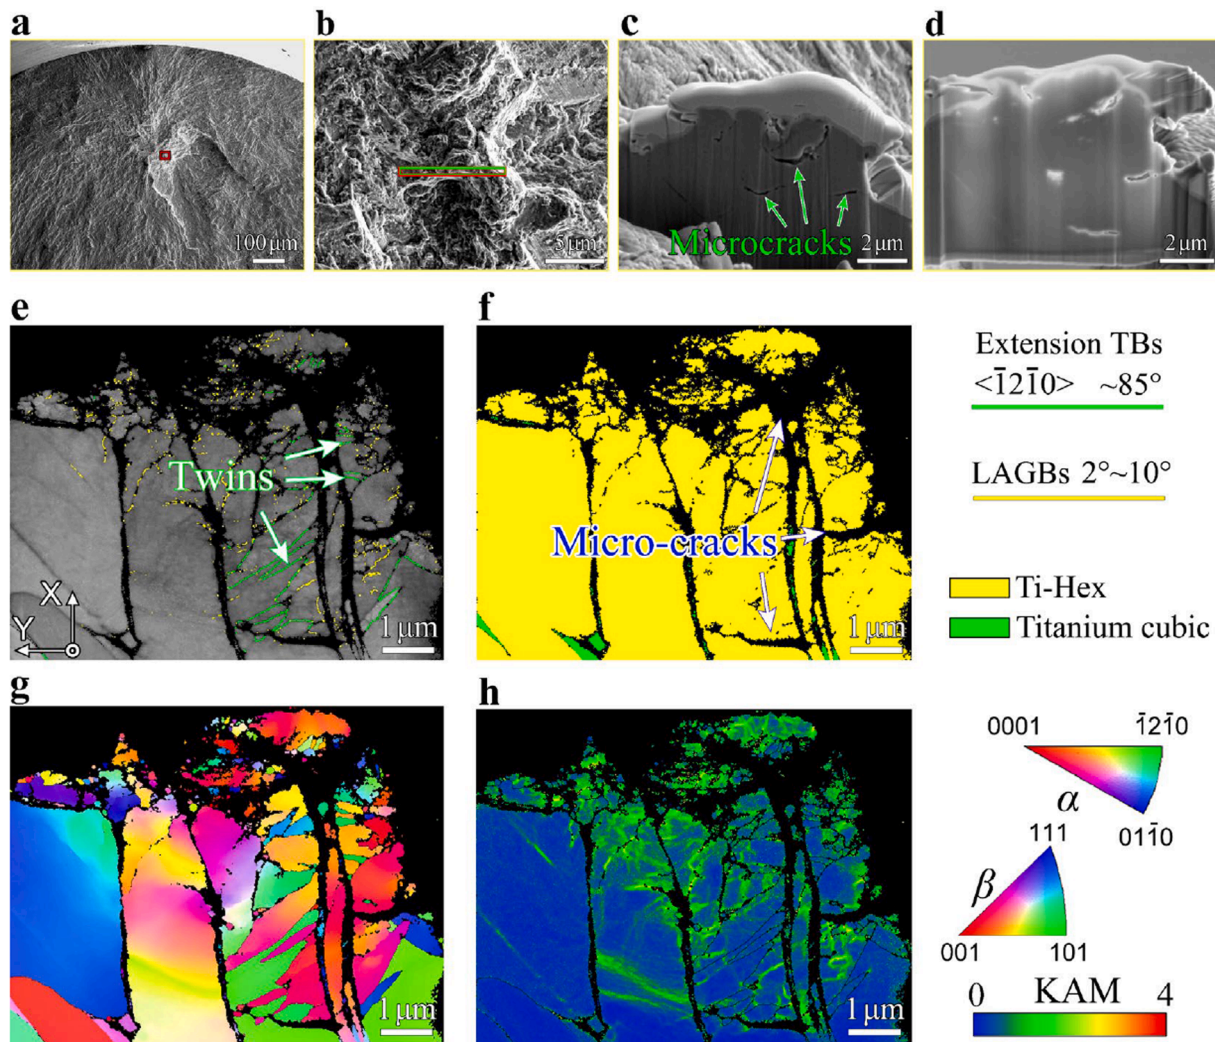 a
b
c
d
100 μm
5 μm
Microcracks
2 μm
2 μm
e
f
Extension TBs
<1̄21̄0> ~85°
Twins
LAGBs 2°~10°
Micro-cracks
X
Y
1 μm
1 μm
Ti-Hex
Titanium cubic
g
h
0001
1̄21̄0
α
011̄0
111
β
001
101
1 μm
1 μm
0 KAM 4